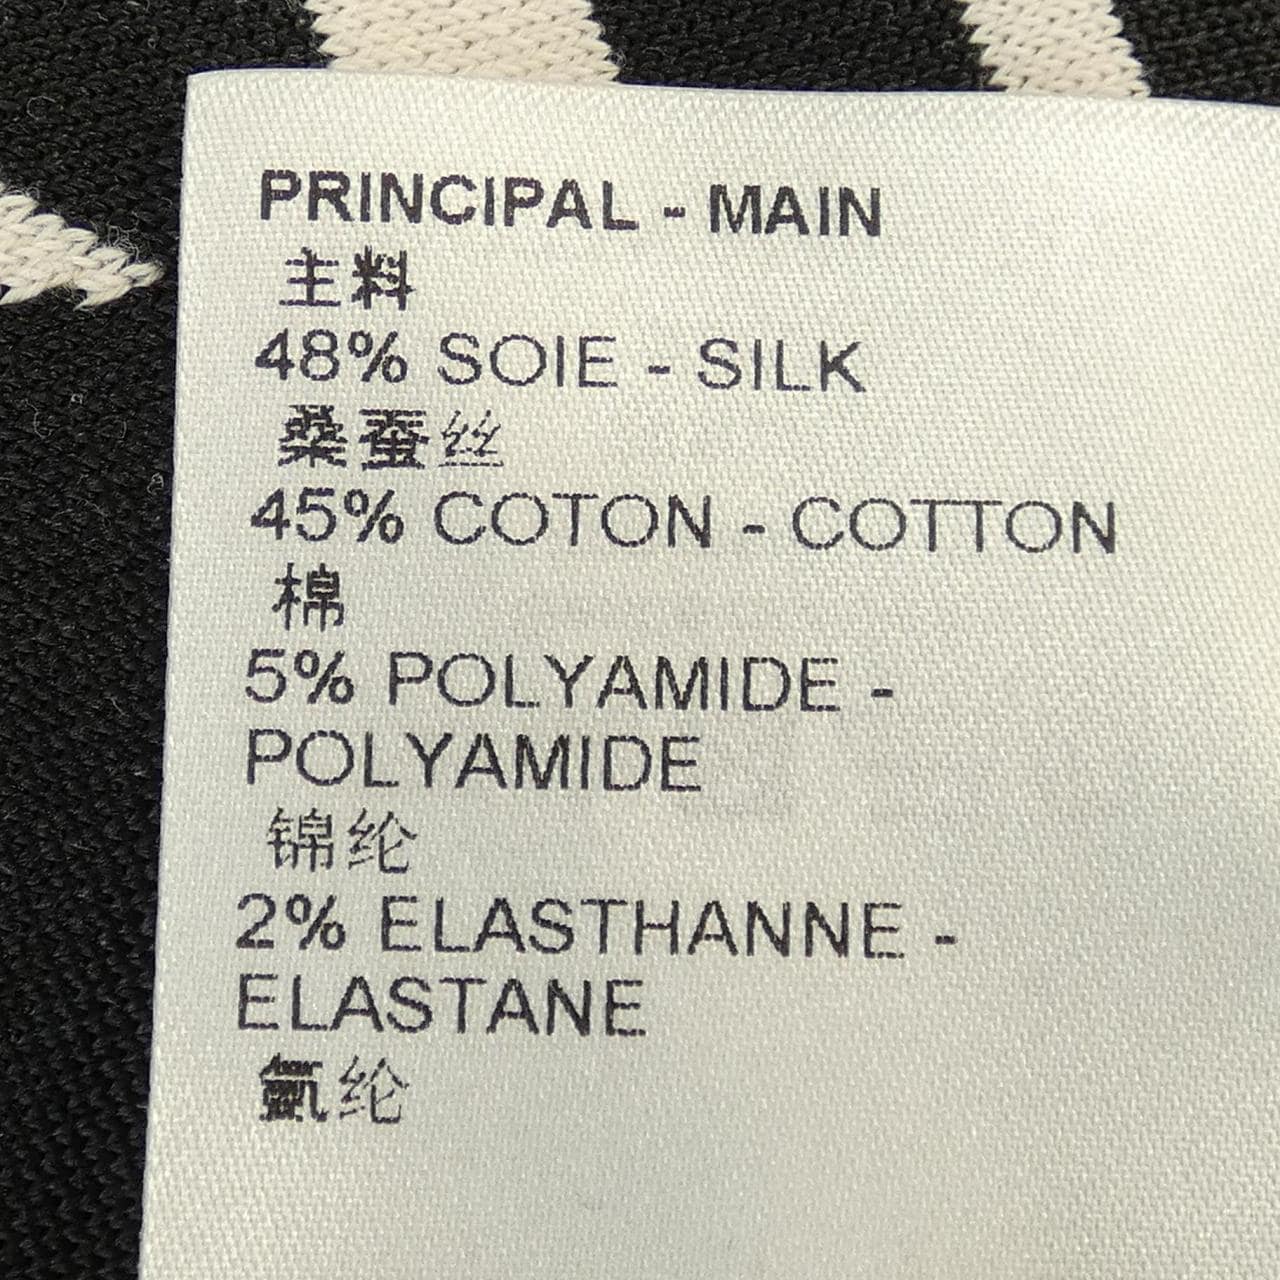 PRINCIPAL - MAIN
主料
48% SOIE - SILK
桑蚕丝
45% COTON - COTTON
棉
5% POLYAMIDE -
POLYAMIDE
锦纶
2% ELASTHANNE -
ELASTANE
氨纶